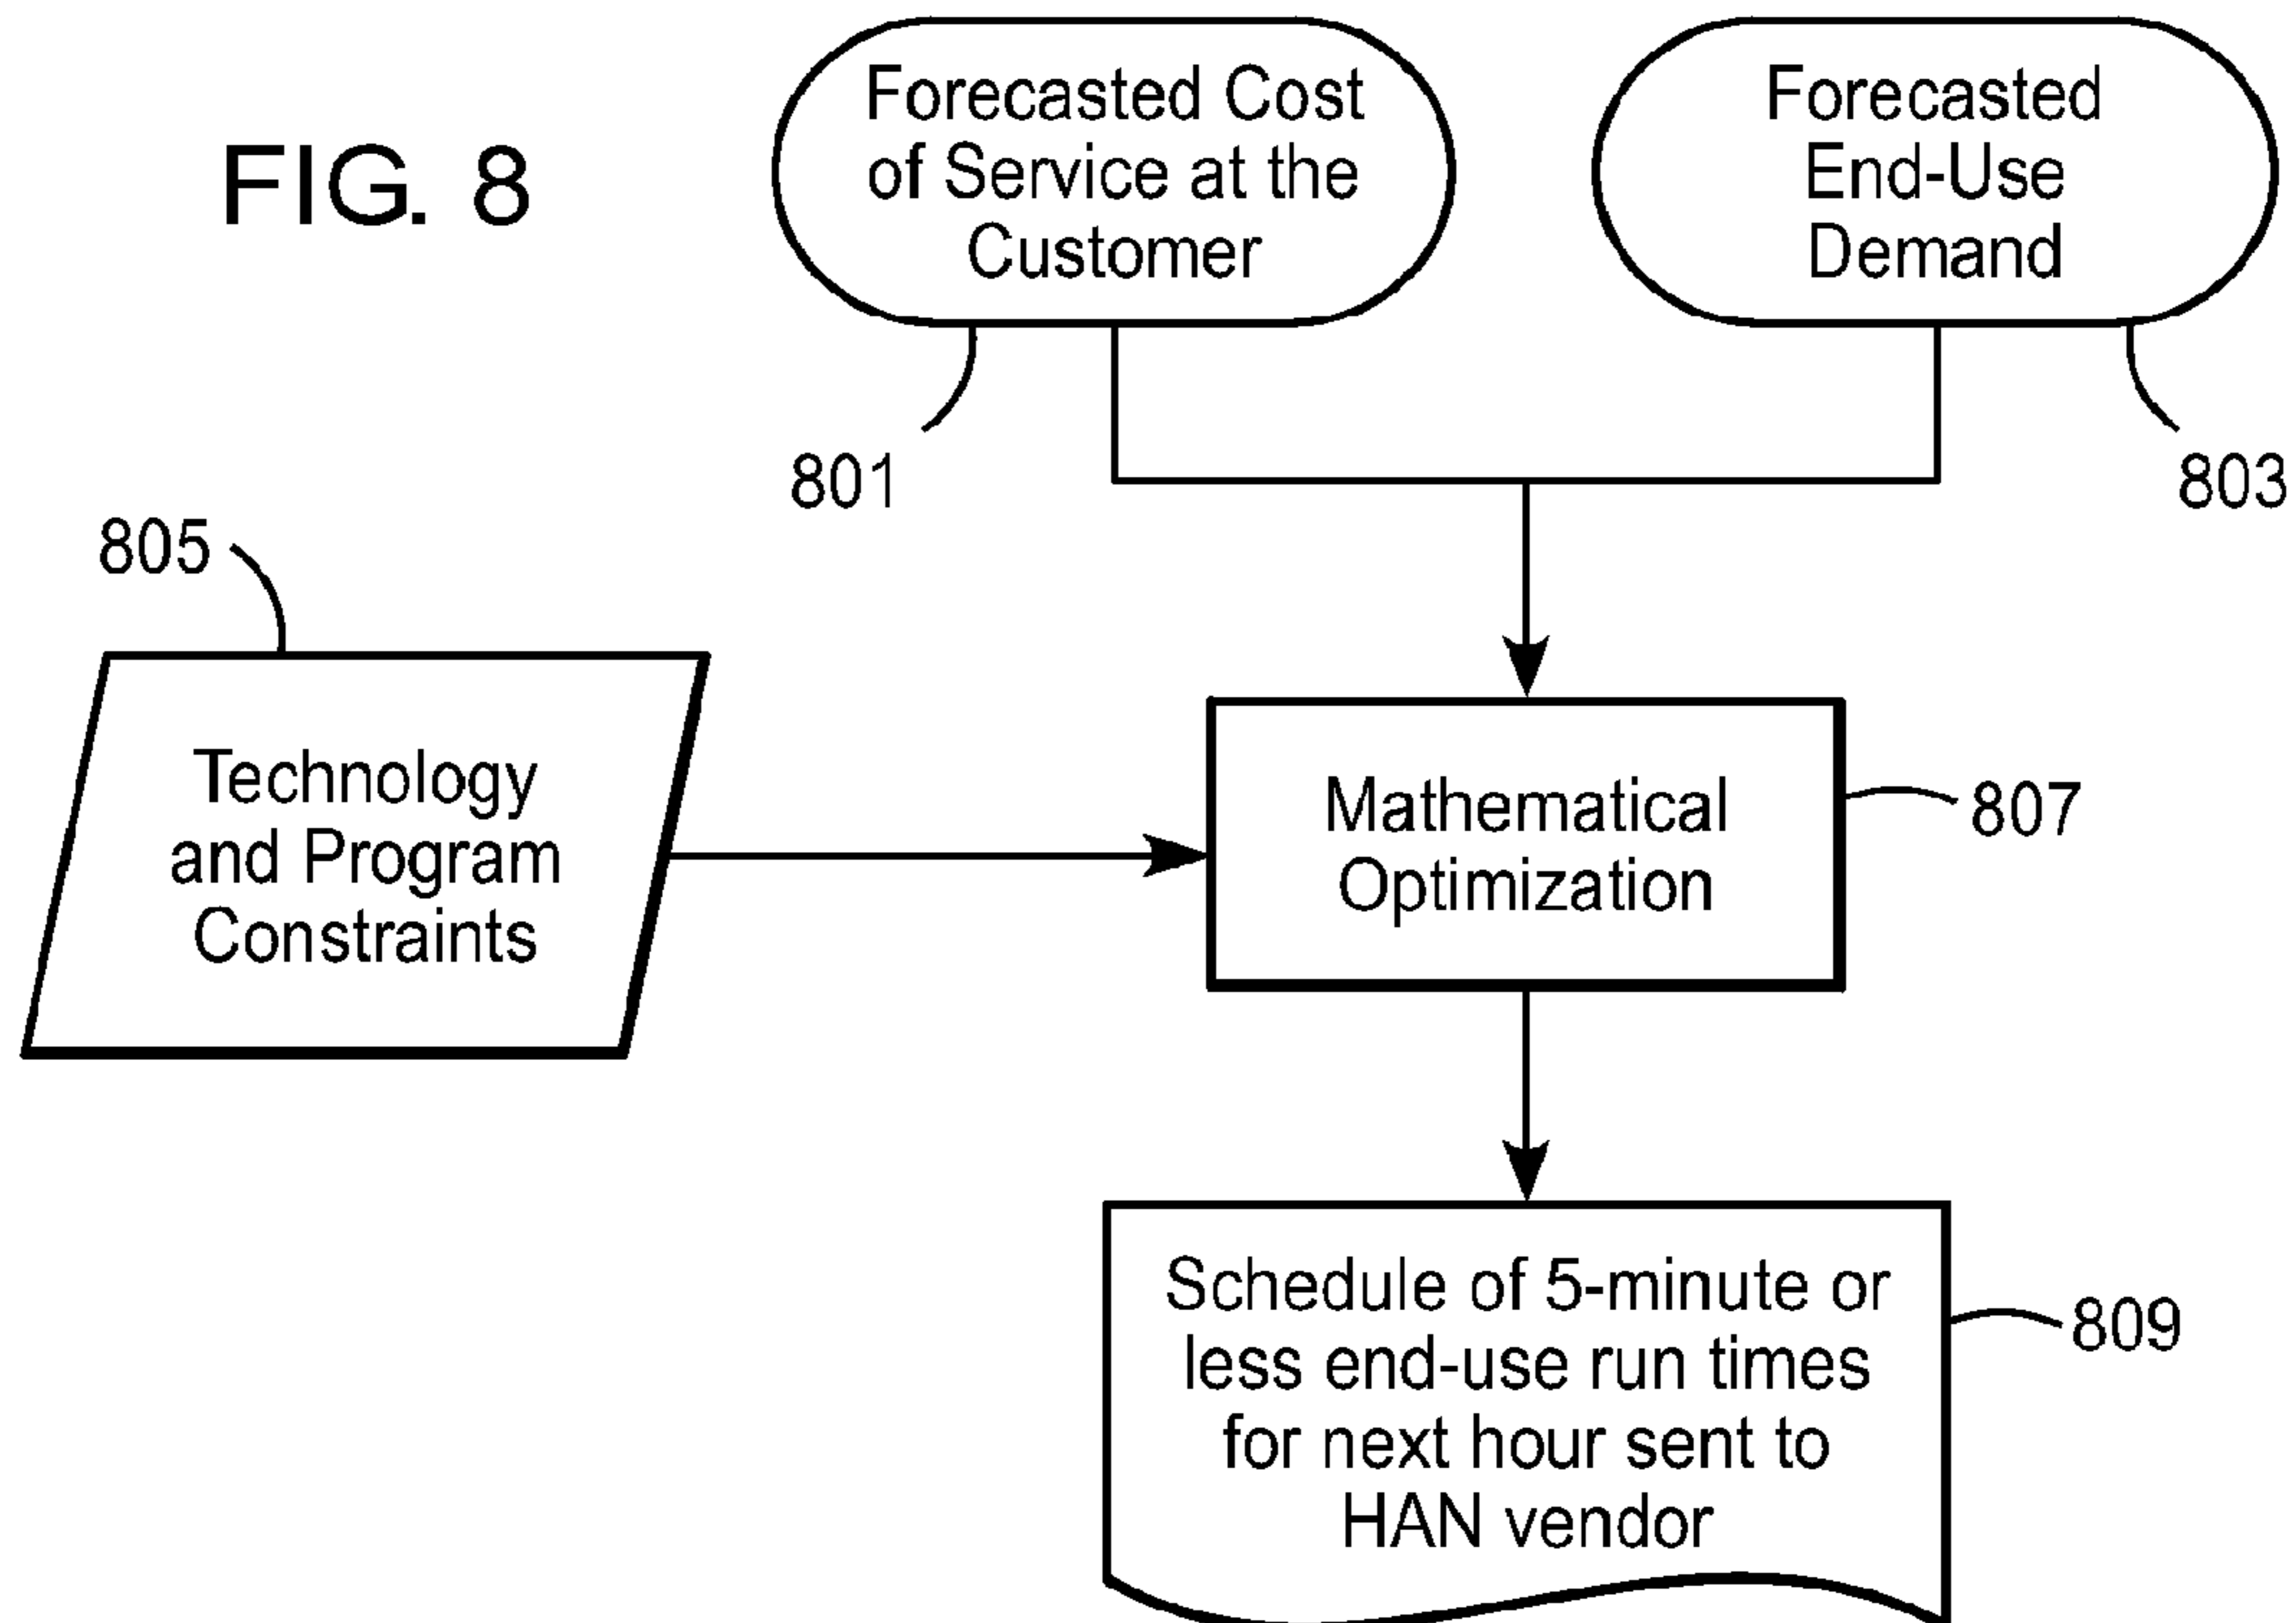 FIG. 8
Forecasted Cost
of Service at the
Customer
Forecasted
End-Use
Demand
801
803
805
Technology
and Program
Constraints
Mathematical
Optimization
807
Schedule of 5-minute or
less end-use run times
for next hour sent to
HAN vendor
809